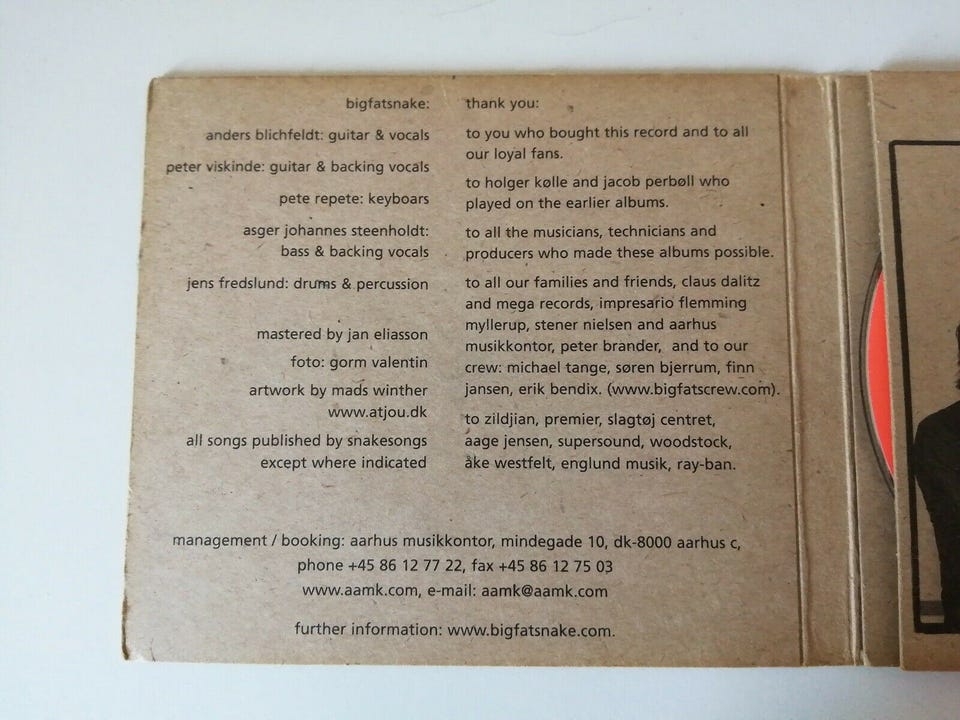 bigfatsnake:
anders blichfeldt: guitar & vocals
peter viskinde: guitar & backing vocals
pete repete: keyboars
asger johannes steenholdt:
bass & backing vocals
jens fredslund: drums & percussion
mastered by jan eliasson
foto: gorm valentin
artwork by mads winther
www.atjou.dk
all songs published by snakesongs
except where indicated
thank you:
to you who bought this record and to all
our loyal fans.
to holger kølle and jacob perbøll who
played on the earlier albums.
to all the musicians, technicians and
producers who made these albums possible.
to all our families and friends, claus dalitz
and mega records, impresario flemming
myllerup, stener nielsen and aarhus
musikkontor, peter brander, and to our
crew: michael tange, søren bjerrum, finn
jansen, erik bendix. (www.bigfatscrew.com).
to zildjian, premier, slagtøj centret,
aage jensen, supersound, woodstock,
åke westfelt, englund musik, ray-ban.
management / booking: aarhus musikkontor, mindegade 10, dk-8000 aarhus c,
phone +45 86 12 77 22, fax +45 86 12 75 03
www.aamk.com, e-mail: aamk@aamk.com
further information: www.bigfatsnake.com.